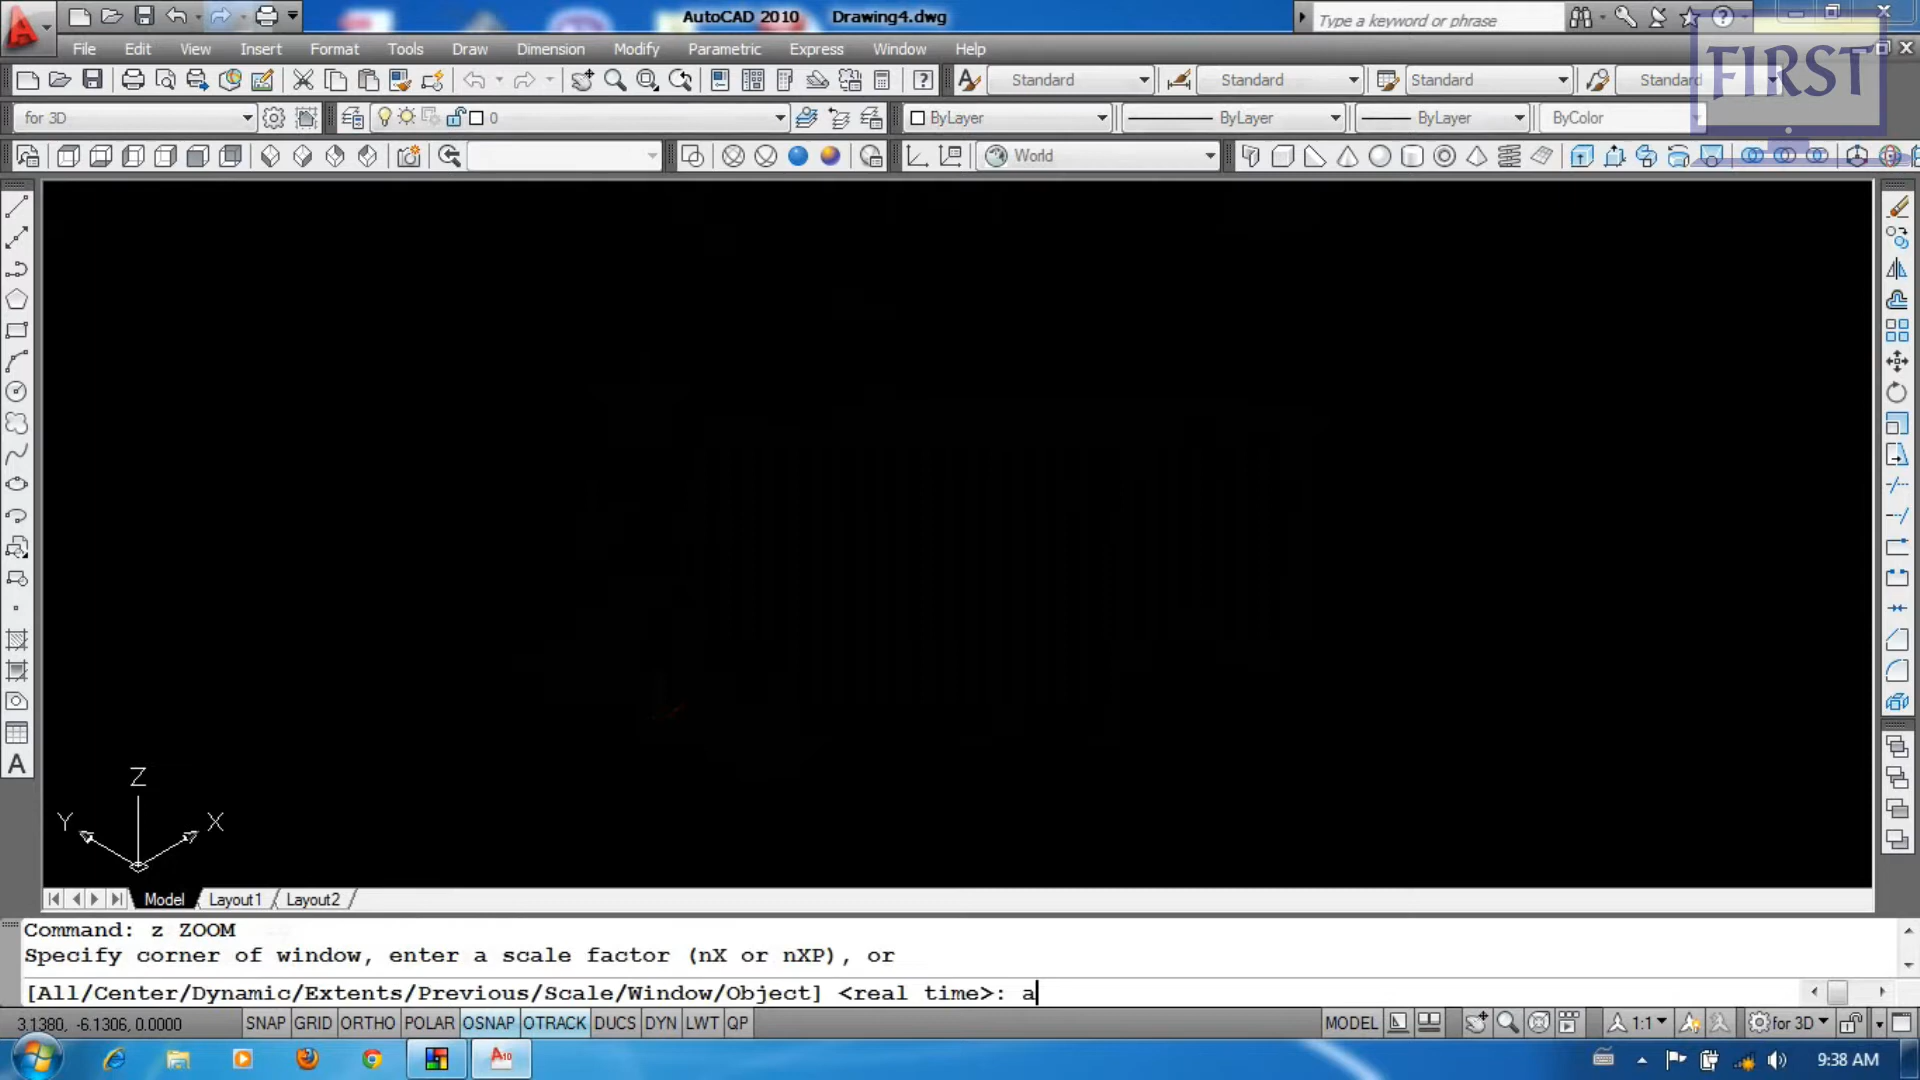 AutoCAD 2010 Drawing4.dwg
Type a keyword or phrase
File Edit View Insert Format Tools Draw Dimension Modify Parametric Express Window Help
FIRST
Standard Standard Standard Standard
for 3D 0 ByLayer ByLayer ByLayer ByColor
World
A
Z
Y X
Model Layout1 Layout2
Command: z ZOOM
Specify corner of window, enter a scale factor (nX or nXP), or
[All/Center/Dynamic/Extents/Previous/Scale/Window/Object] <real time>: a
3.1380, -6.1306, 0.0000 SNAP GRID ORTHO POLAR OSNAP OTRACK DUCS DYN LWT QP MODEL 1:1 for 3D
A10 9:38 AM